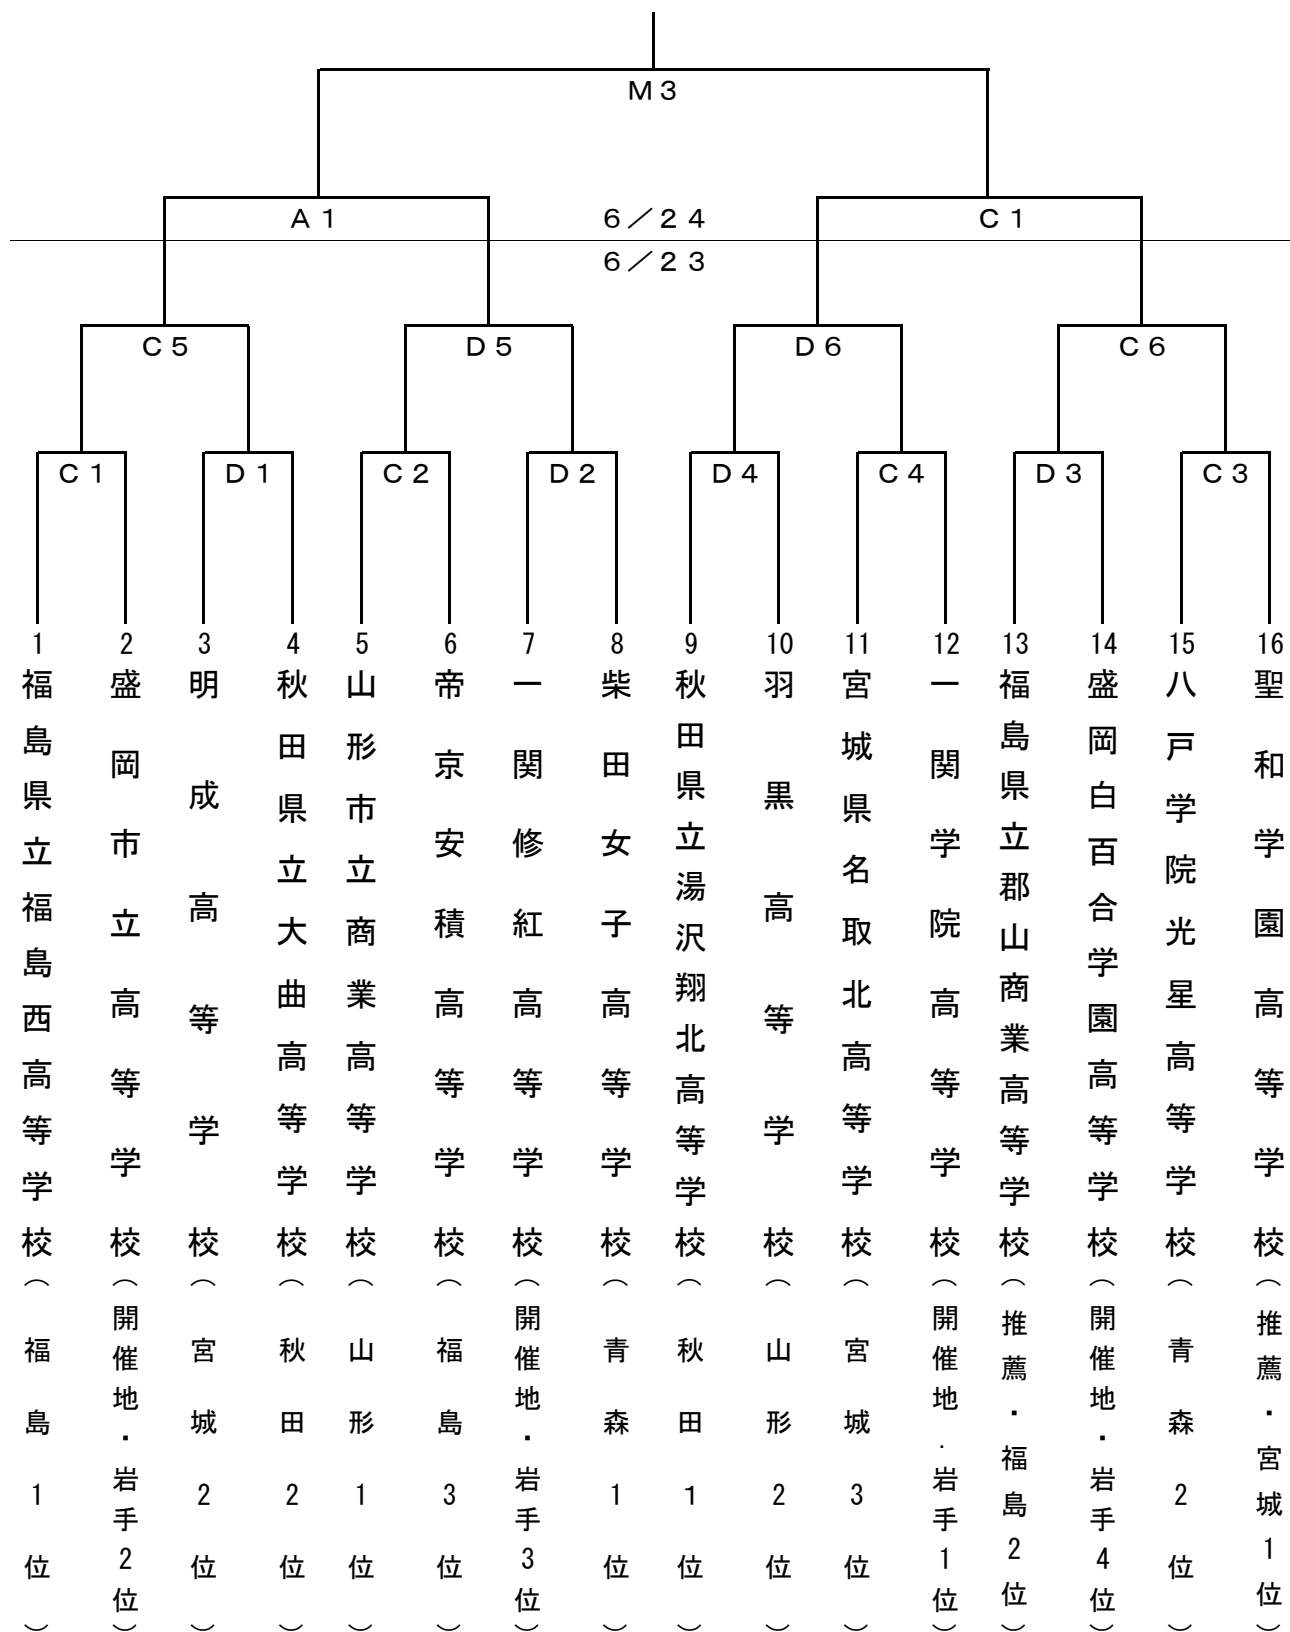 M3
A1
6／24
C1
6／23
C5
D5
D6
C6
C1
D1
C2
D2
D4
C4
D3
C3
1
福島県立福島西高等学校
（福島1位）
2
盛岡市立高等学校
（開催地・岩手2位）
3
明成高等学校
（宮城2位）
4
秋田県立大曲高等学校
（秋田2位）
5
山形市立商業高等学校
（山形1位）
6
帝京安積高等学校
（福島3位）
7
一関修紅高等学校
（開催地・岩手3位）
8
柴田女子高等学校
（青森1位）
9
秋田県立湯沢翔北高等学校
（秋田1位）
10
羽黒高等学校
（山形2位）
11
宮城県名取北高等学校
（宮城3位）
12
一関学院高等学校
（開催地．岩手1位）
13
福島県立郡山商業高等学校
（推薦・福島2位）
14
盛岡白百合学園高等学校
（開催地・岩手4位）
15
八戸学院光星高等学校
（青森2位）
16
聖和学園高等学校
（推薦・宮城1位）